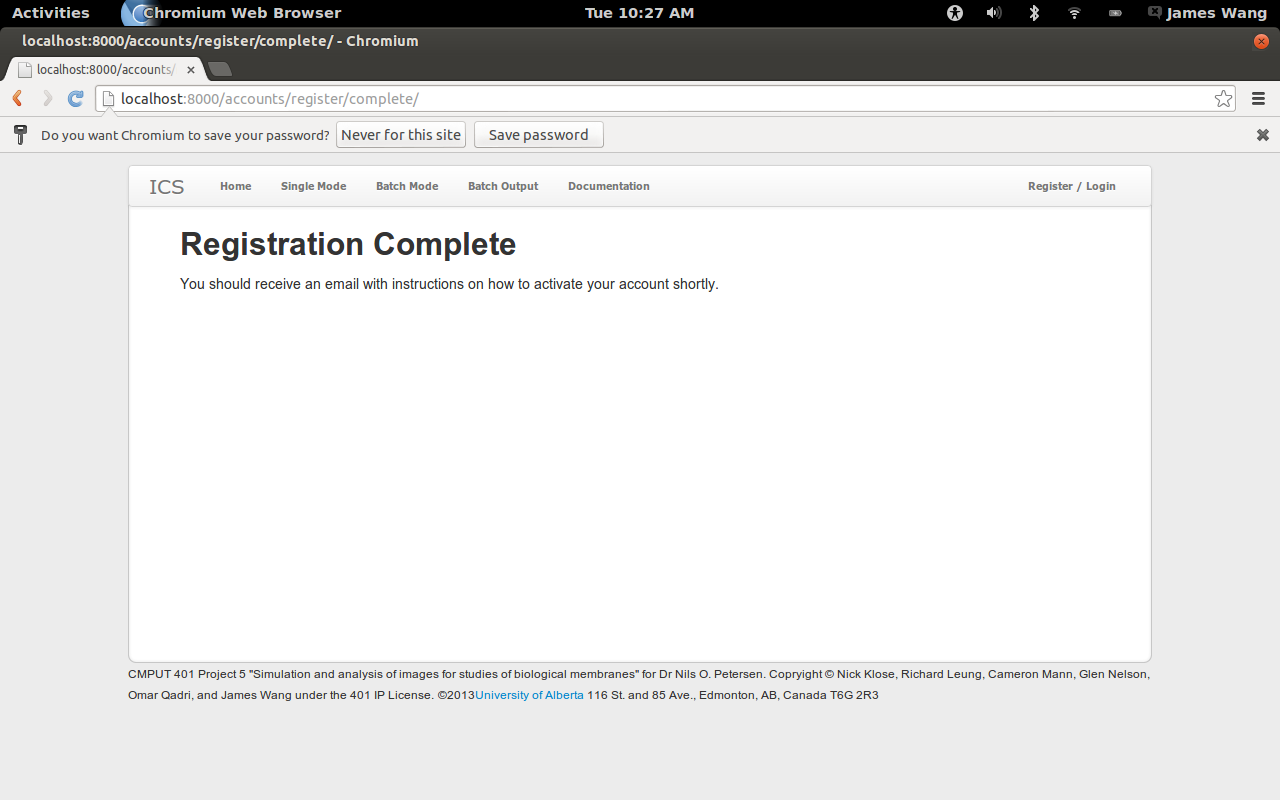 Activities Chromium Web Browser Tue 10:27 AM James Wang
localhost:8000/accounts/register/complete/ - Chromium
localhost:8000/accounts/
localhost:8000/accounts/register/complete/
Do you want Chromium to save your password? Never for this site Save password
ICS Home Single Mode Batch Mode Batch Output Documentation Register / Login
Registration Complete
You should receive an email with instructions on how to activate your account shortly.
CMPUT 401 Project 5 "Simulation and analysis of images for studies of biological membranes" for Dr Nils O. Petersen. Copryight © Nick Klose, Richard Leung, Cameron Mann, Glen Nelson,
Omar Qadri, and James Wang under the 401 IP License. ©2013University of Alberta 116 St. and 85 Ave., Edmonton, AB, Canada T6G 2R3